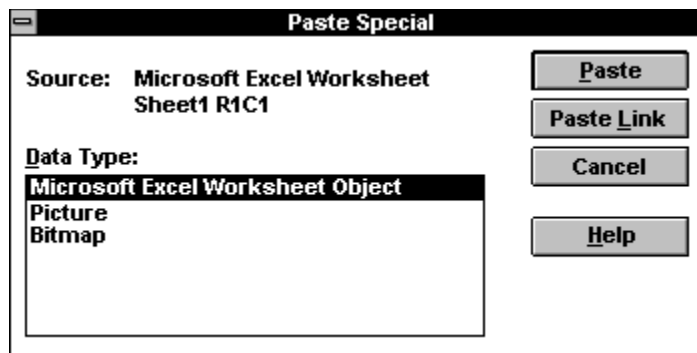 Paste Special
Source: Microsoft Excel Worksheet
Sheet1 R1C1
Data Type:
Microsoft Excel Worksheet Object
Picture
Bitmap
Paste
Paste Link
Cancel
Help